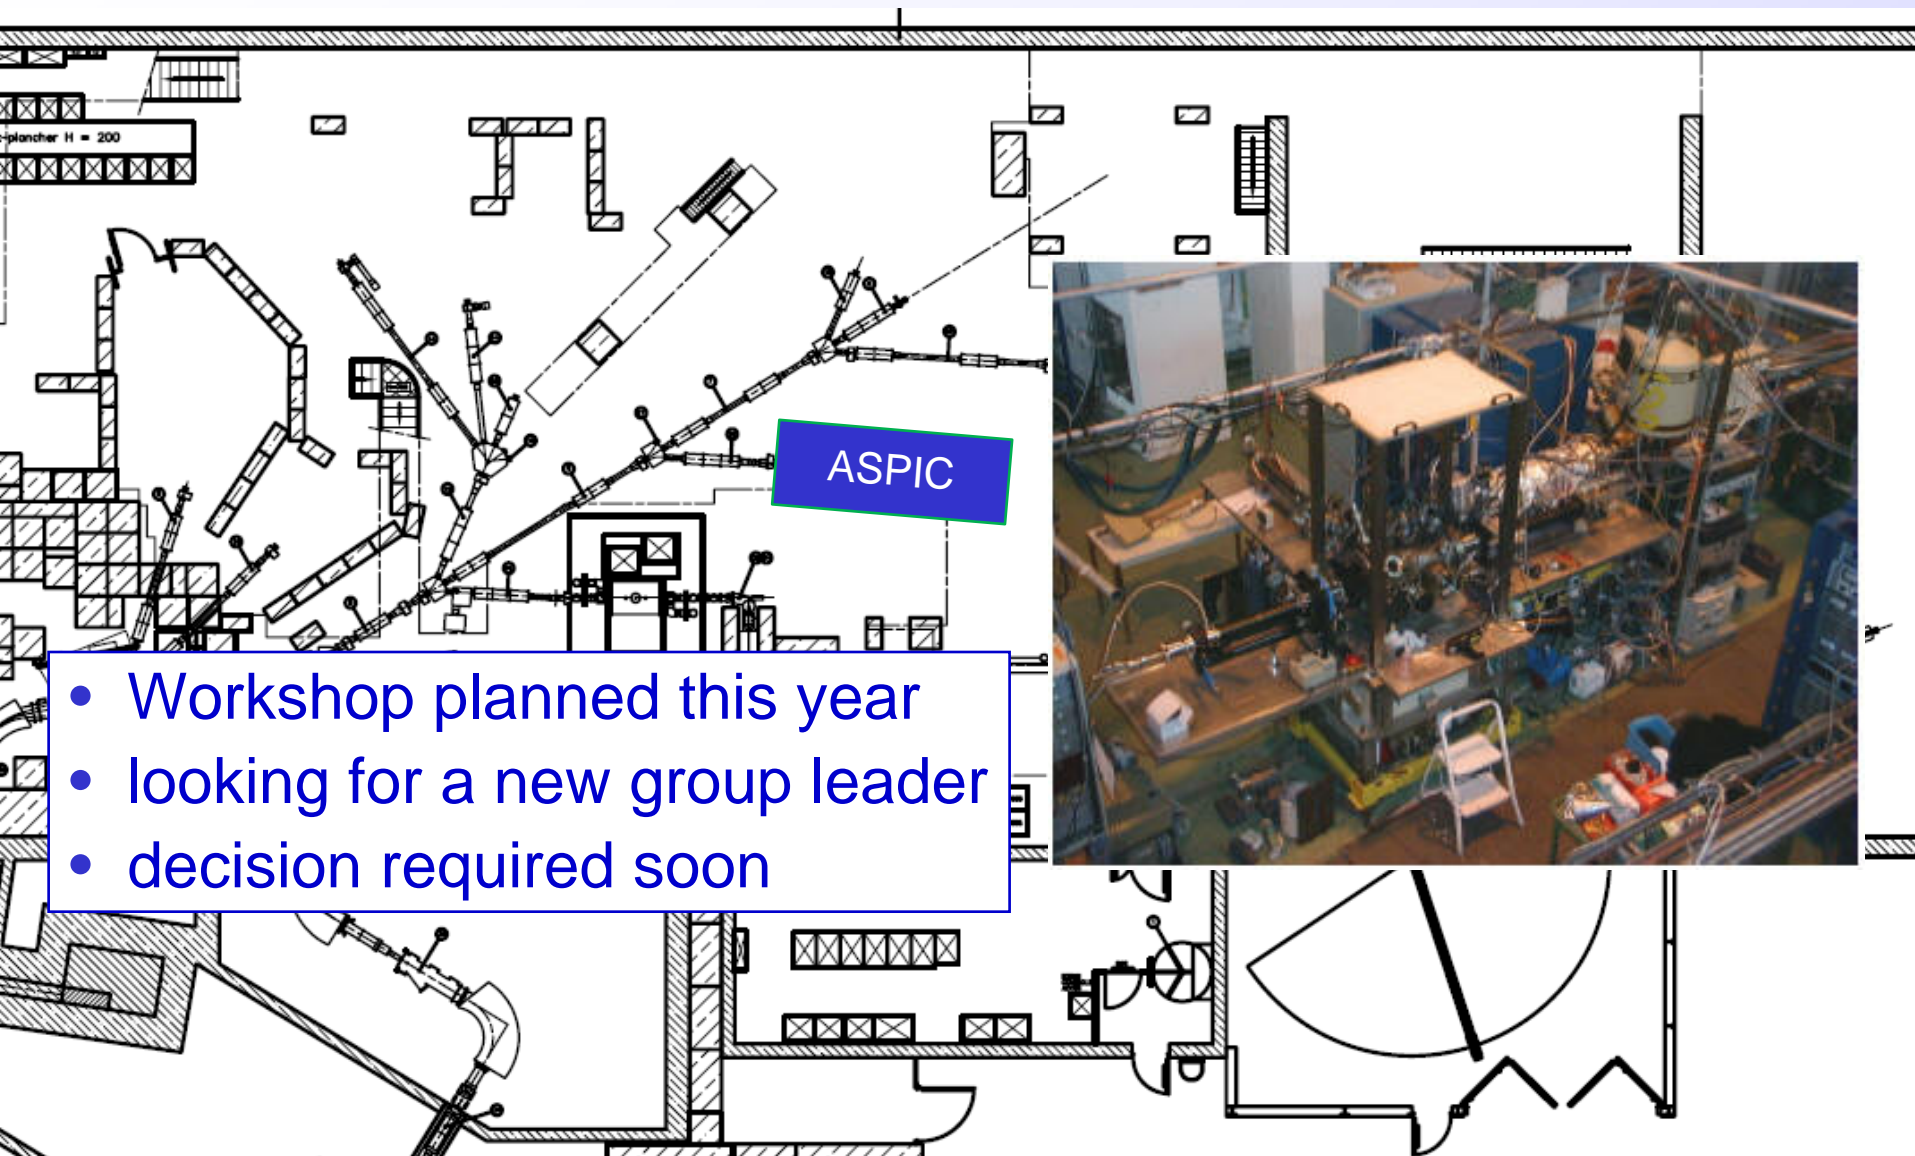 -plancher H = 200
ASPIC
• Workshop planned this year
• looking for a new group leader
• decision required soon